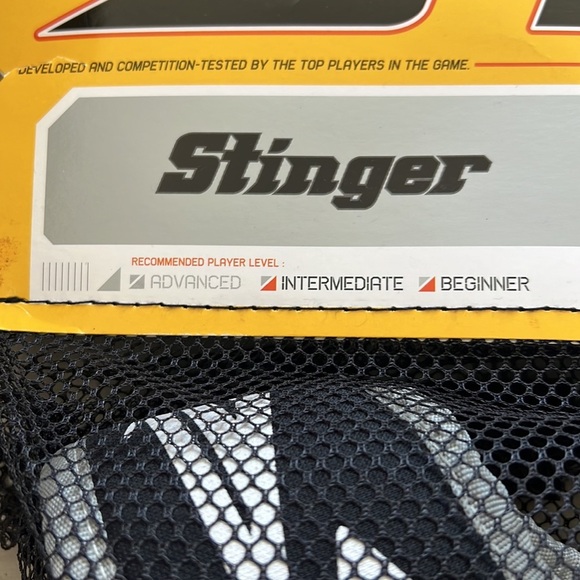 DEVELOPED AND COMPETITION-TESTED BY THE TOP PLAYERS IN THE GAME.
Stinger
RECOMMENDED PLAYER LEVEL :
ADVANCED INTERMEDIATE BEGINNER